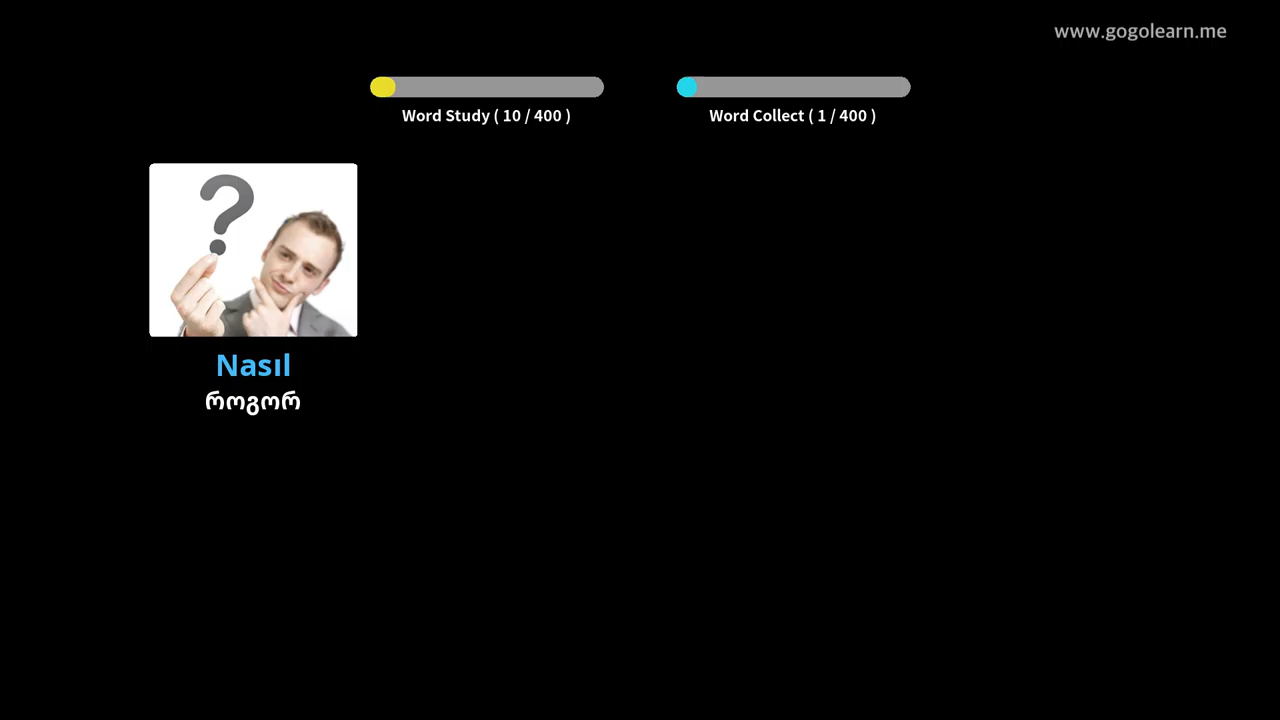 www.gogolearn.me
Word Study ( 10 / 400 )
Word Collect ( 1 / 400 )
?
Nasıl
როგორ